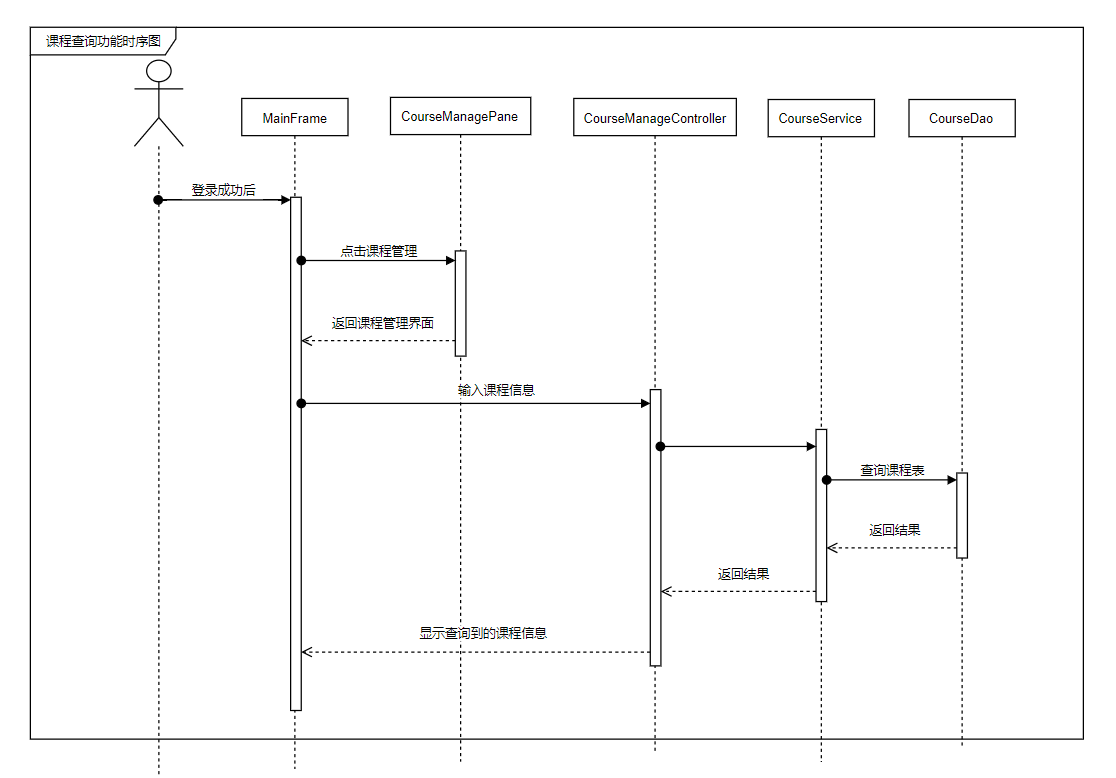 课程查询功能时序图
MainFrame
CourseManagePane
CourseManageController
CourseService
CourseDao
登录成功后
点击课程管理
返回课程管理界面
输入课程信息
查询课程表
返回结果
返回结果
显示查询到的课程信息